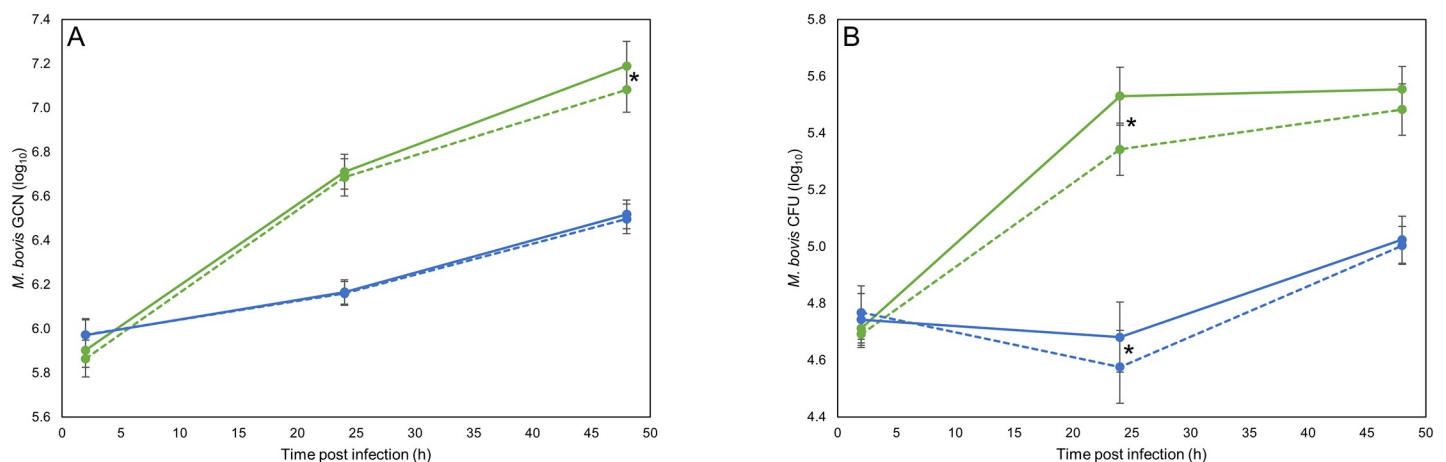 A
7.4
7.2
7.0
6.8
6.6
6.4
6.2
6.0
5.8
5.6
M. bovis GCN (log10)
*
0 5 10 15 20 25 30 35 40 45 50
Time post infection (h)
B
5.8
5.6
5.4
5.2
5.0
4.8
4.6
4.4
M. bovis CFU (log10)
*
*
0 5 10 15 20 25 30 35 40 45 50
Time post infection (h)